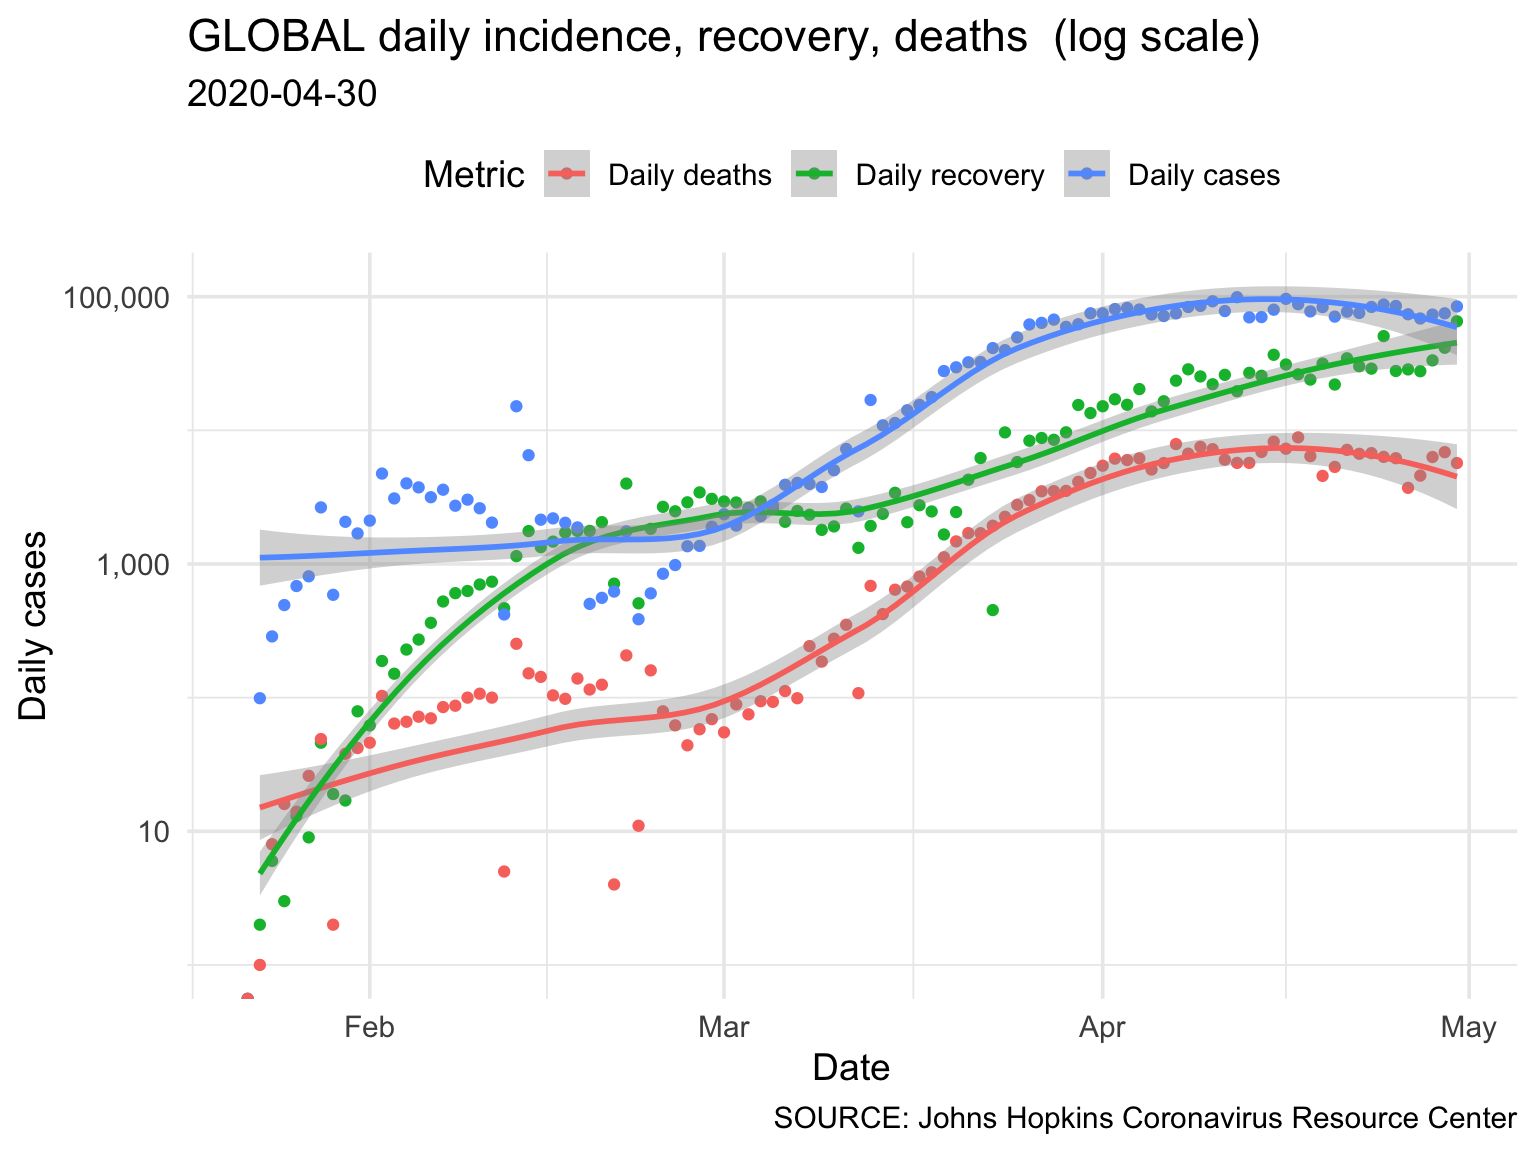 GLOBAL daily incidence, recovery, deaths  (log scale)
2020-04-30
Metric Daily deaths Daily recovery Daily cases
100,000
1,000
10
Daily cases
Feb Mar Apr May
Date
SOURCE: Johns Hopkins Coronavirus Resource Center